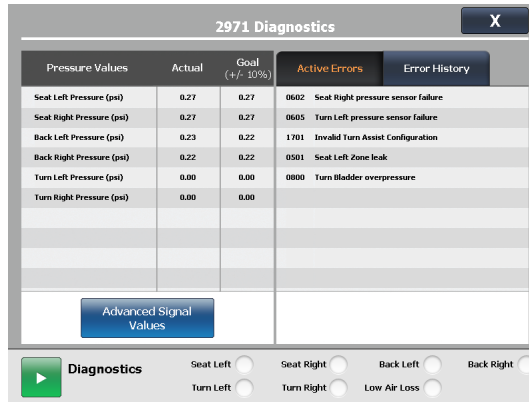 2971 Diagnostics
X
Pressure Values Actual Goal (+/- 10%)
Active Errors Error History
Seat Left Pressure (psi) 0.27 0.27
Seat Right Pressure (psi) 0.27 0.27
Back Left Pressure (psi) 0.23 0.22
Back Right Pressure (psi) 0.22 0.22
Turn Left Pressure (psi) 0.00 0.00
Turn Right Pressure (psi) 0.00 0.00
0602 Seat Right pressure sensor failure
0605 Turn Left pressure sensor failure
1701 Invalid Turn Assist Configuration
0501 Seat Left Zone leak
0800 Turn Bladder overpressure
Advanced Signal
Values
Diagnostics
Seat Left Seat Right Back Left Back Right
Turn Left Turn Right Low Air Loss